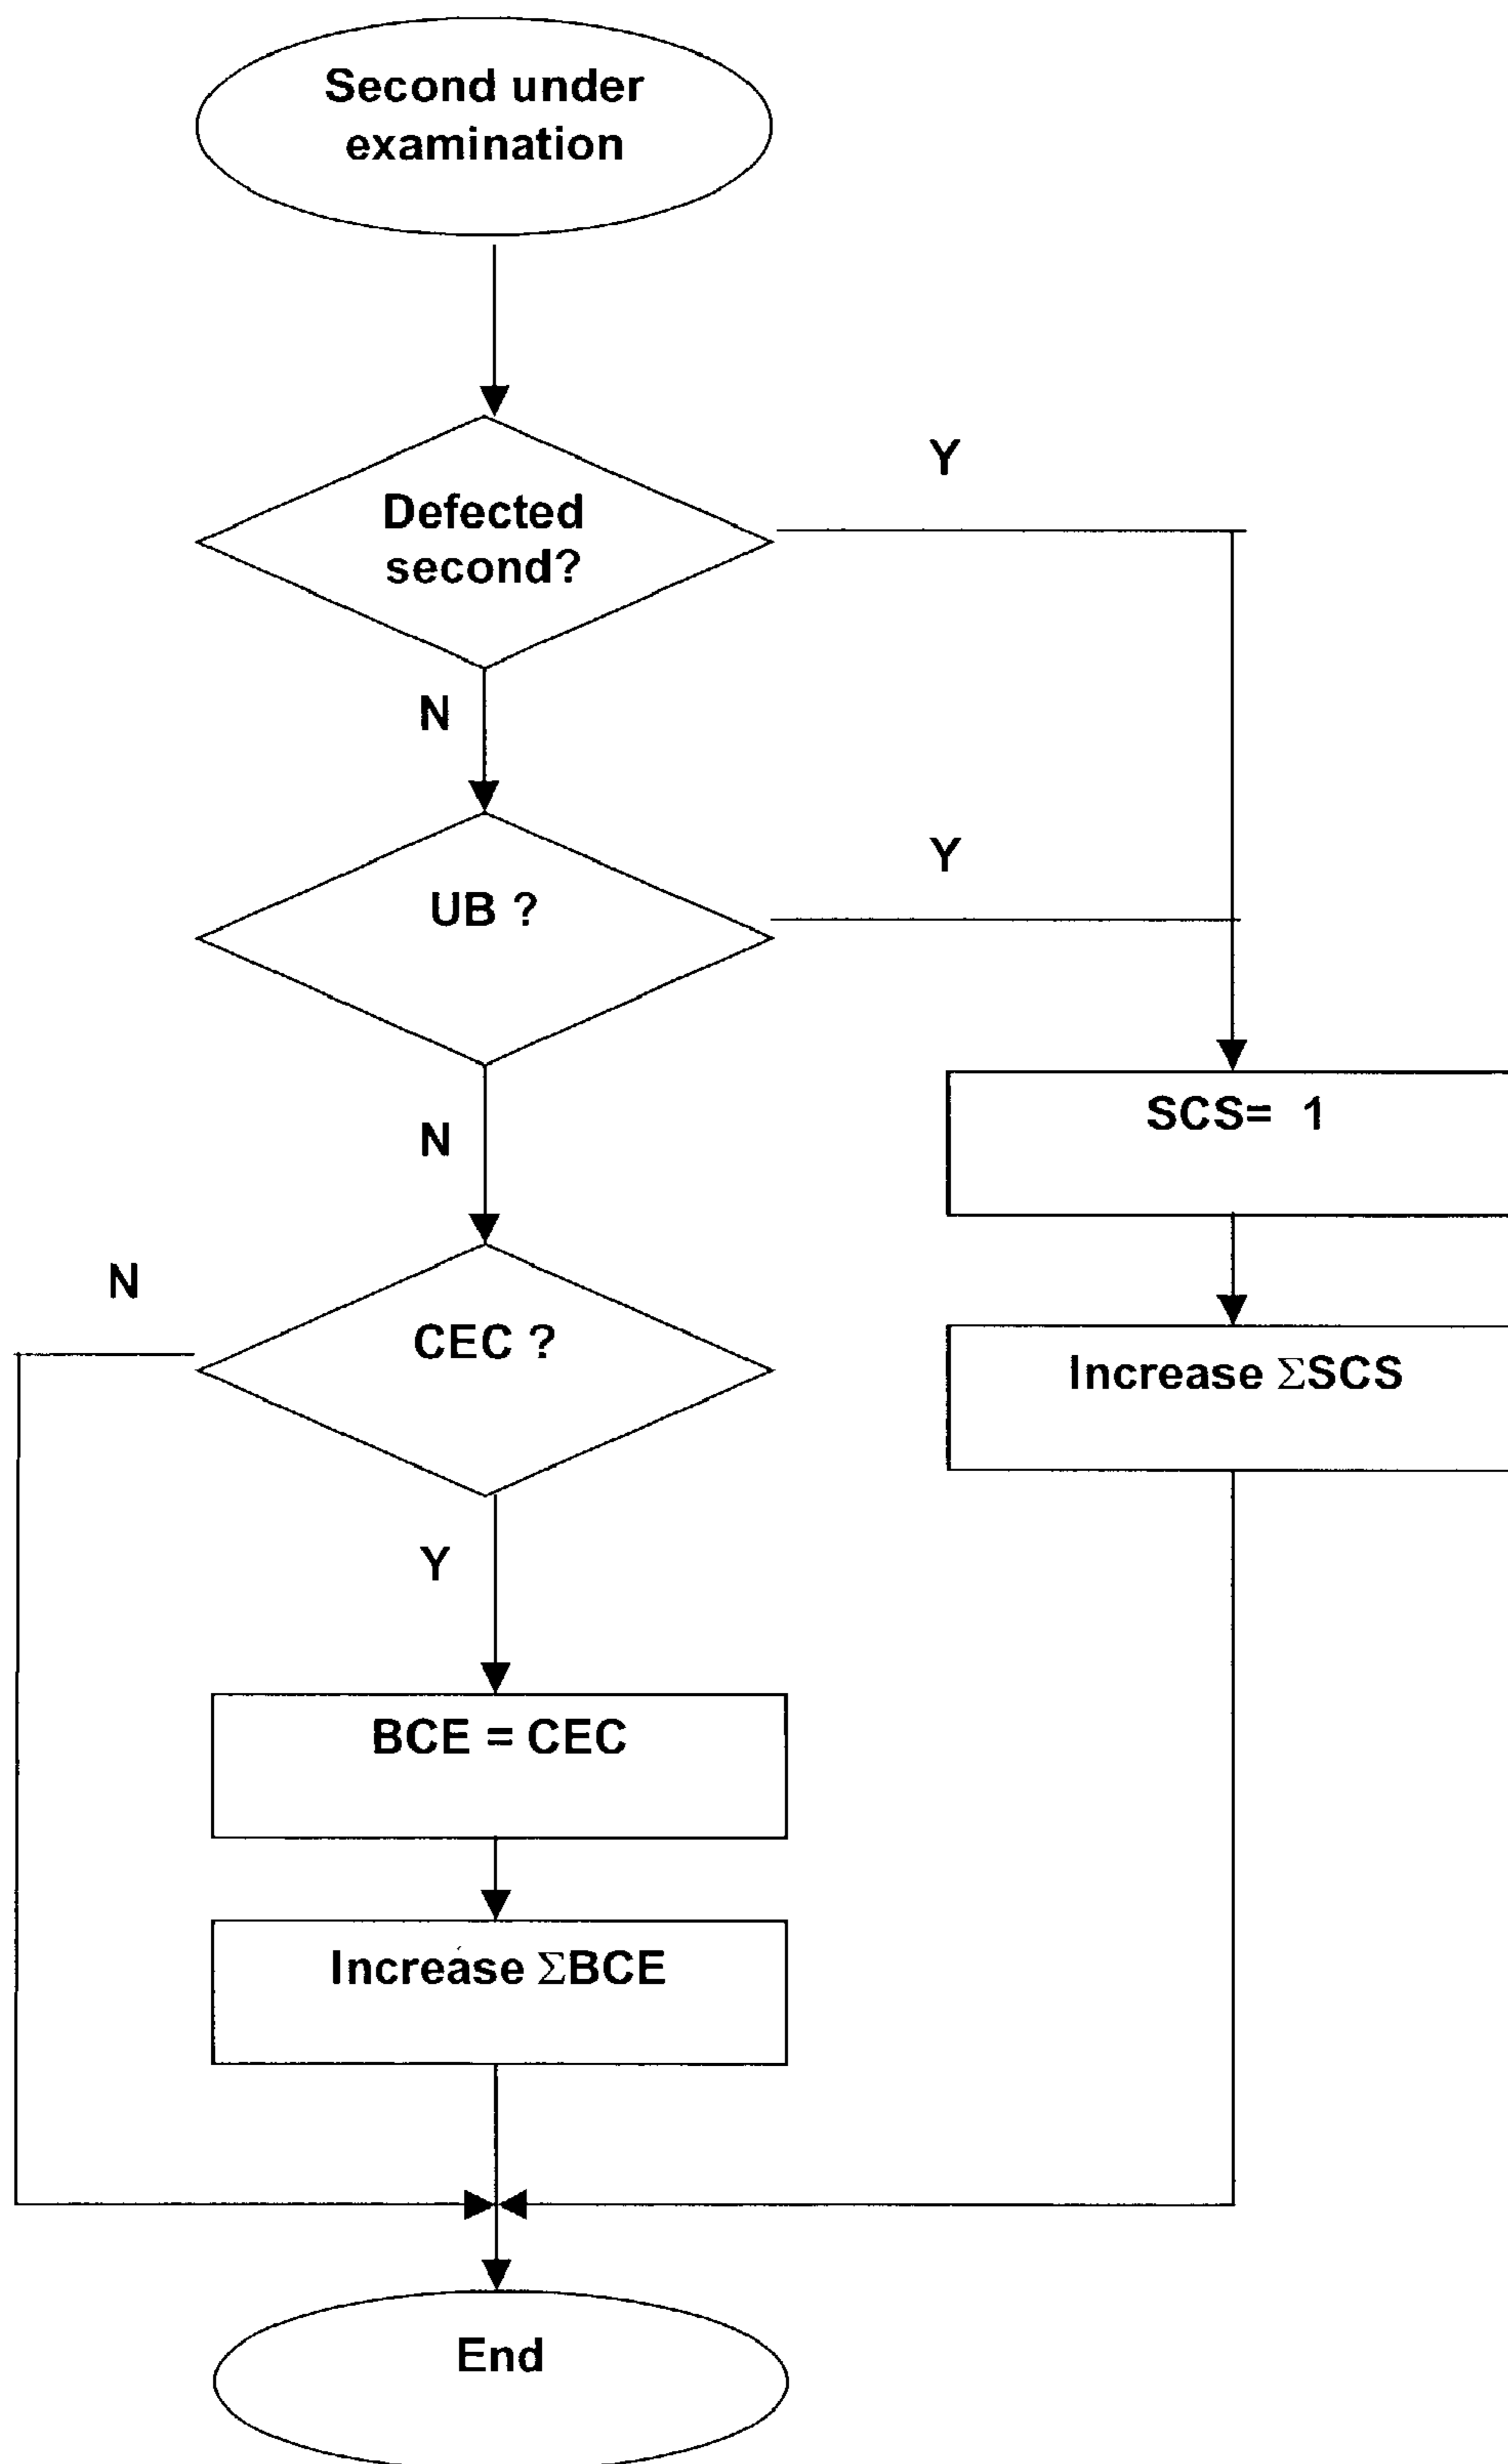 Second under
examination
Y
Defected
second?
N
Y
UB ?
SCS= 1
N
N
CEC ?
Increase ΣSCS
Y
BCE = CEC
Increase ΣBCE
End